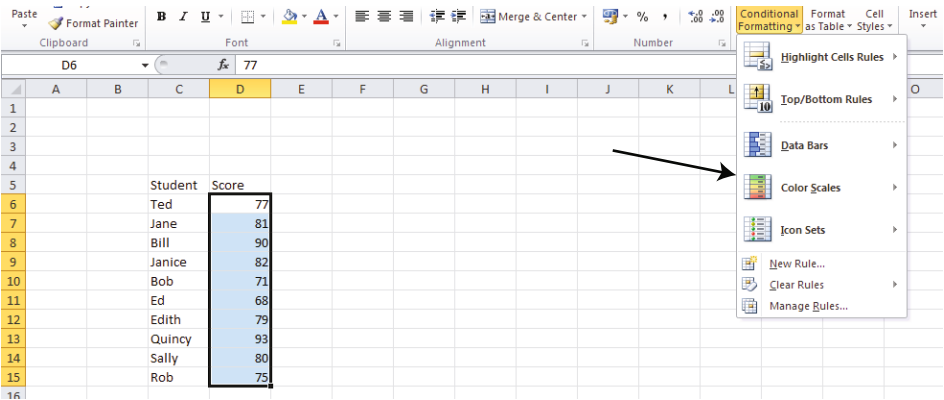 Paste
Format Painter
B I U A
Merge & Center
% , .0 .00 .00 .0
Conditional Formatting
Format as Table
Cell Styles
Insert
Clipboard Font Alignment Number
D6 fx 77
A B C D E F G H I J K L O
1
2
3
4
5 Student Score
6 Ted 77
7 Jane 81
8 Bill 90
9 Janice 82
10 Bob 71
11 Ed 68
12 Edith 79
13 Quincy 93
14 Sally 80
15 Rob 75
16
Highlight Cells Rules
10 Top/Bottom Rules
Data Bars
Color Scales
Icon Sets
New Rule...
Clear Rules
Manage Rules...